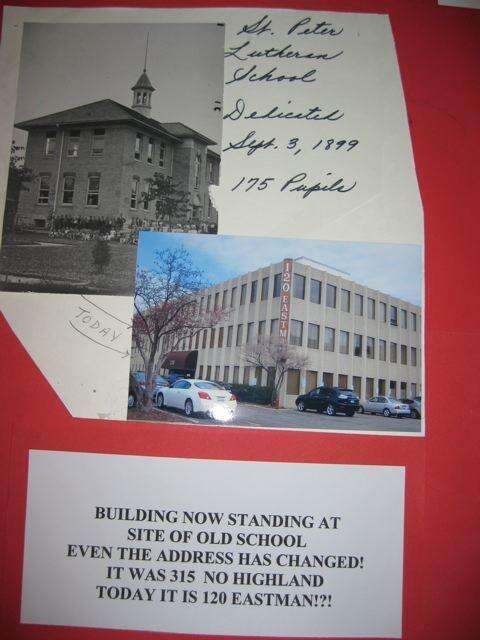 St. Peter
Lutheran
School
Dedicated
Sept. 3, 1899
175 Pupils
120 EASTM
TODAY
BUILDING NOW STANDING AT
SITE OF OLD SCHOOL
EVEN THE ADDRESS HAS CHANGED!
IT WAS 315 NO HIGHLAND
TODAY IT IS 120 EASTMAN!?!